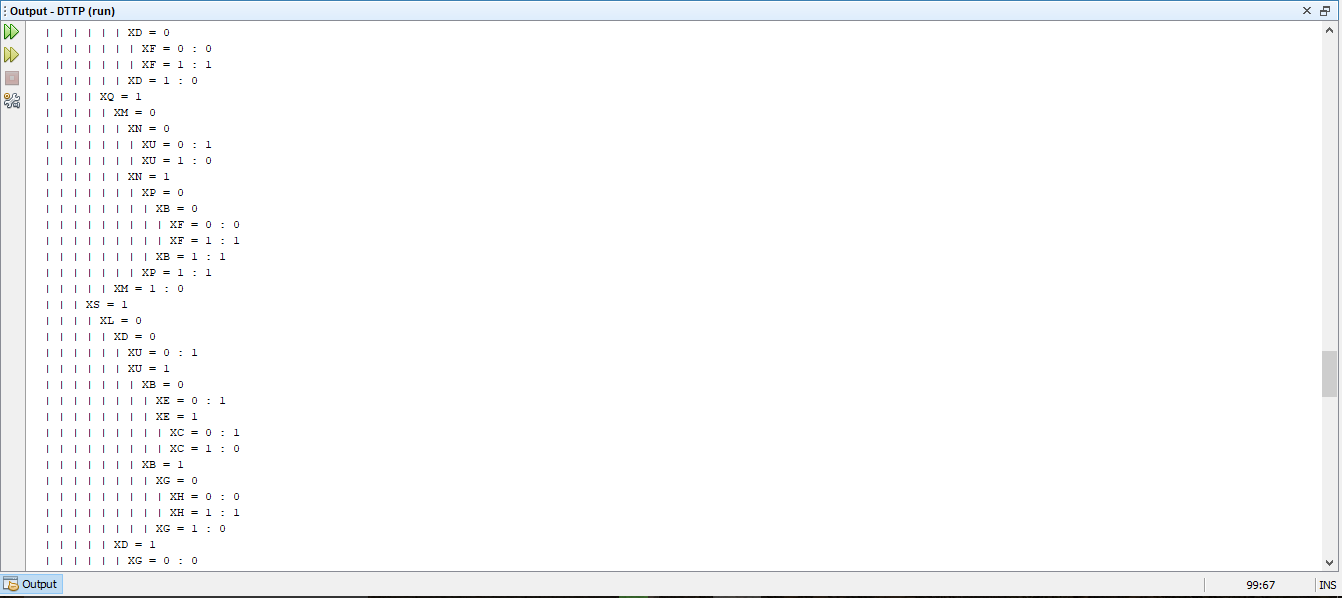 Output - DTTP (run)
| | | | | | XD = 0
| | | | | | | XF = 0 : 0
| | | | | | | XF = 1 : 1
| | | | | | XD = 1 : 0
| | | | XQ = 1
| | | | | XM = 0
| | | | | | XN = 0
| | | | | | | XU = 0 : 1
| | | | | | | XU = 1 : 0
| | | | | | XN = 1
| | | | | | | XP = 0
| | | | | | | | XB = 0
| | | | | | | | | XF = 0 : 0
| | | | | | | | | XF = 1 : 1
| | | | | | | | XB = 1 : 1
| | | | | | | XP = 1 : 1
| | | | | XM = 1 : 0
| | | XS = 1
| | | | XL = 0
| | | | | XD = 0
| | | | | | XU = 0 : 1
| | | | | | XU = 1
| | | | | | | XB = 0
| | | | | | | | XE = 0 : 1
| | | | | | | | XE = 1
| | | | | | | | | XC = 0 : 1
| | | | | | | | | XC = 1 : 0
| | | | | | | XB = 1
| | | | | | | | XG = 0
| | | | | | | | | XH = 0 : 0
| | | | | | | | | XH = 1 : 1
| | | | | | | | XG = 1 : 0
| | | | | XD = 1
| | | | | | XG = 0 : 0
Output
99:67
INS